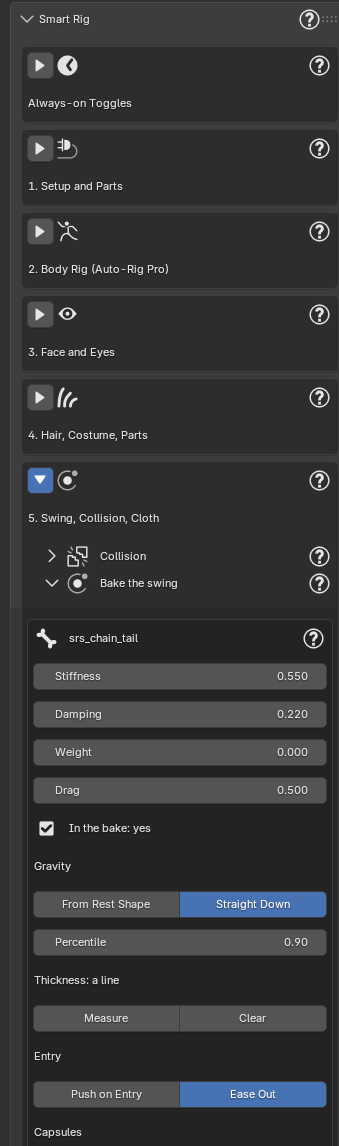 Smart Rig
Always-on Toggles
1. Setup and Parts
2. Body Rig (Auto-Rig Pro)
3. Face and Eyes
4. Hair, Costume, Parts
5. Swing, Collision, Cloth
Collision
Bake the swing
srs_chain_tail
Stiffness 0.550
Damping 0.220
Weight 0.000
Drag 0.500
In the bake: yes
Gravity
From Rest Shape Straight Down
Percentile 0.90
Thickness: a line
Measure Clear
Entry
Push on Entry Ease Out
Capsules